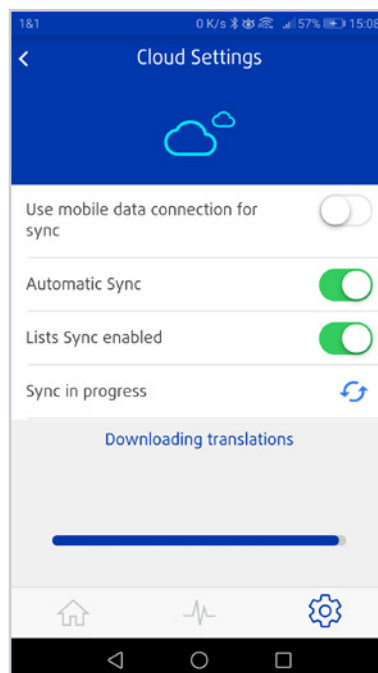 1&1 0 K/s 57% 15:08
Cloud Settings
Use mobile data connection for
sync
Automatic Sync
Lists Sync enabled
Sync in progress
Downloading translations